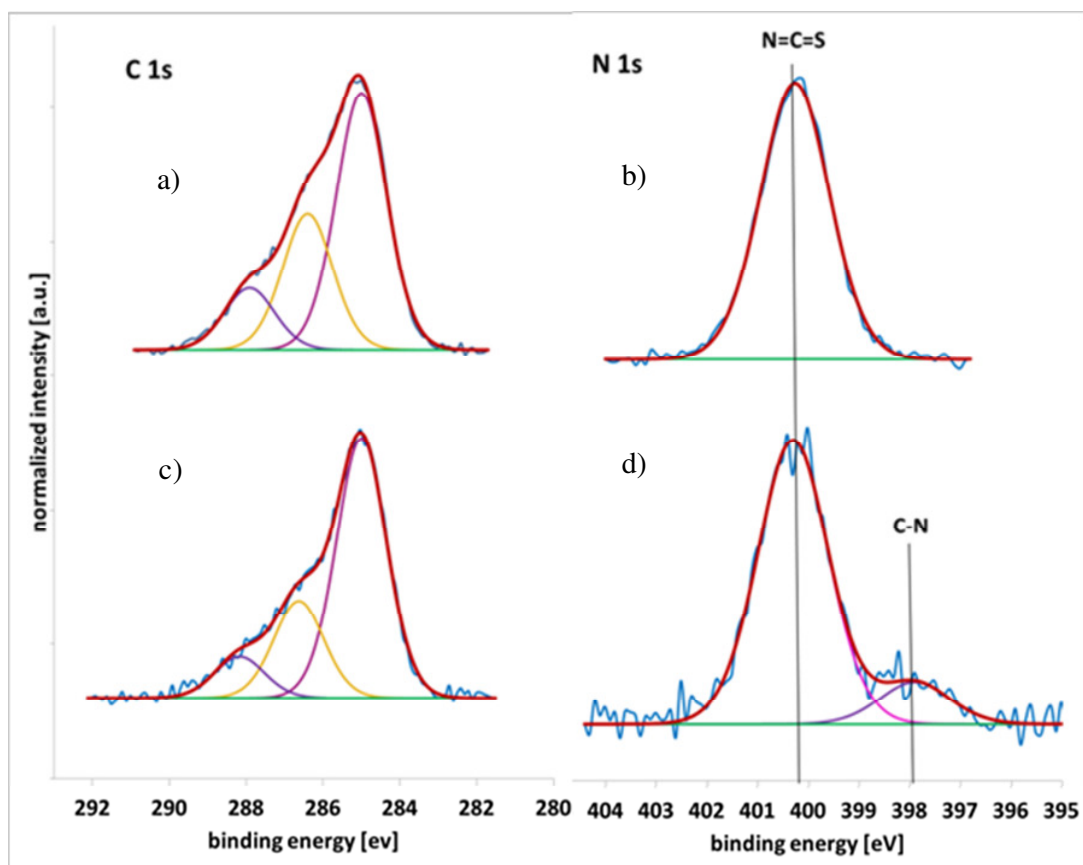 C 1s
N=C=S
N 1s
a)
b)
c)
d)
C-N
normalized intensity [a.u.]
292 290 288 286 284 282 280
binding energy [ev]
404 403 402 401 400 399 398 397 396 395
binding energy [eV]